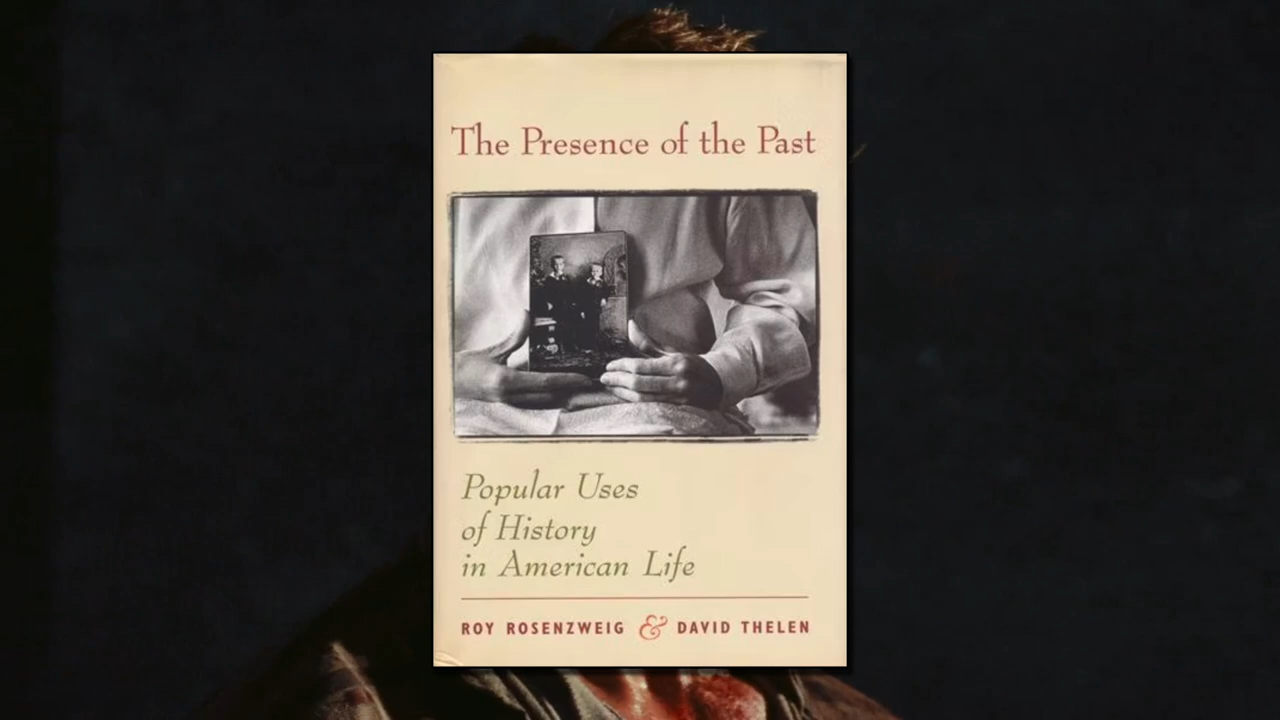 The Presence of the Past
Popular Uses
of History
in American Life
ROY ROSENZWEIG & DAVID THELEN